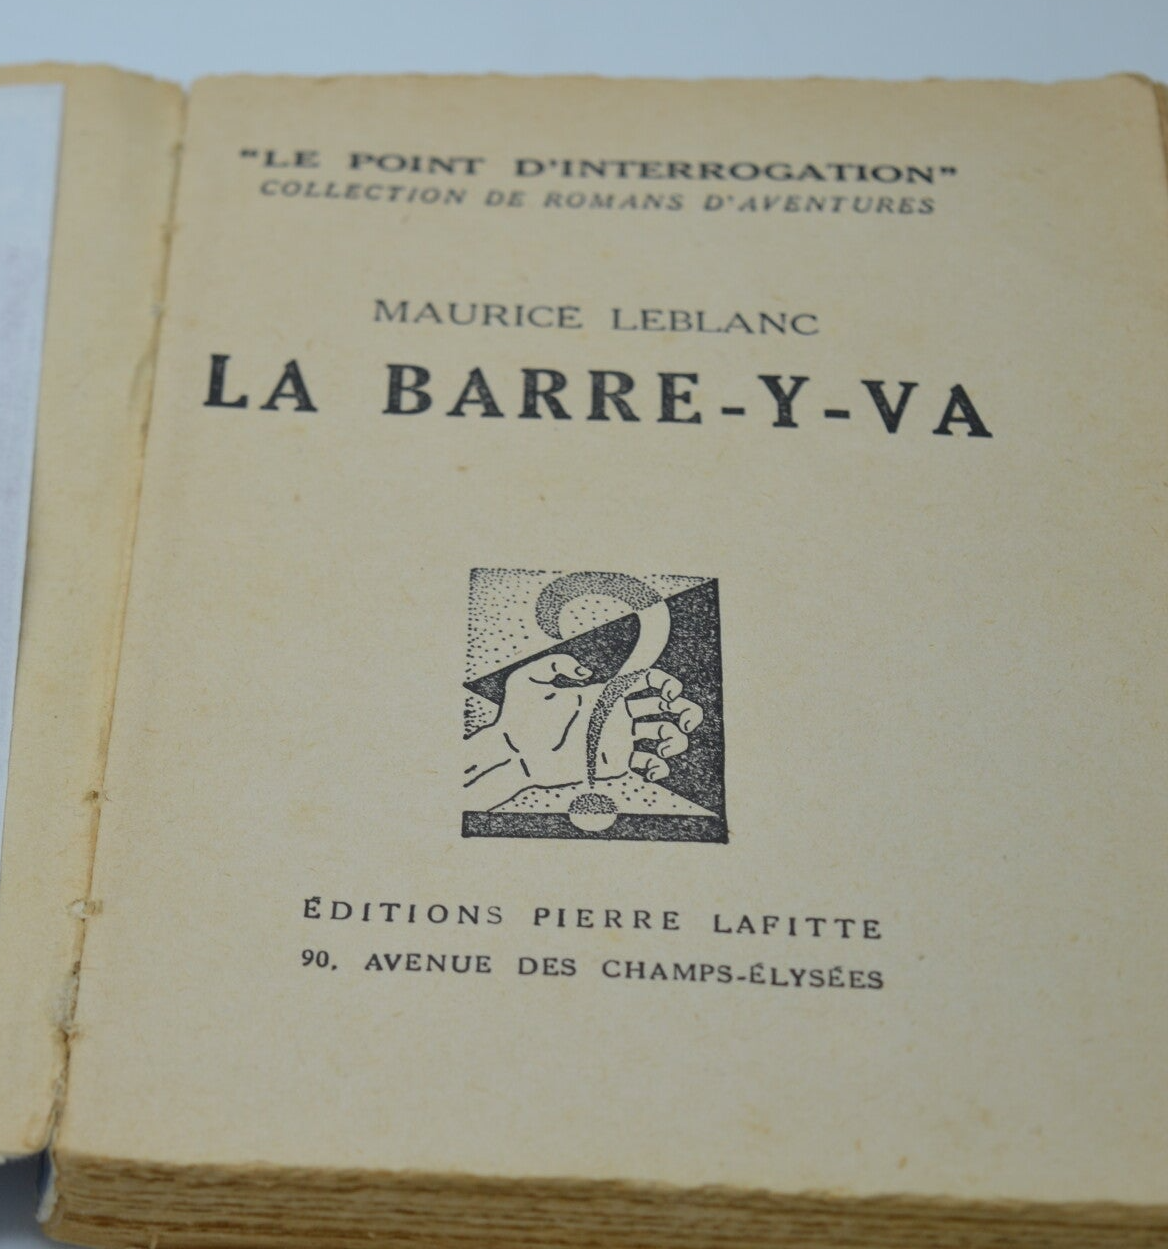 "LE POINT D'INTERROGATION"
COLLECTION DE ROMANS D'AVENTURES
MAURICE LEBLANC
LA BARRE-Y-VA
ÉDITIONS PIERRE LAFITTE
90, AVENUE DES CHAMPS-ÉLYSÉES